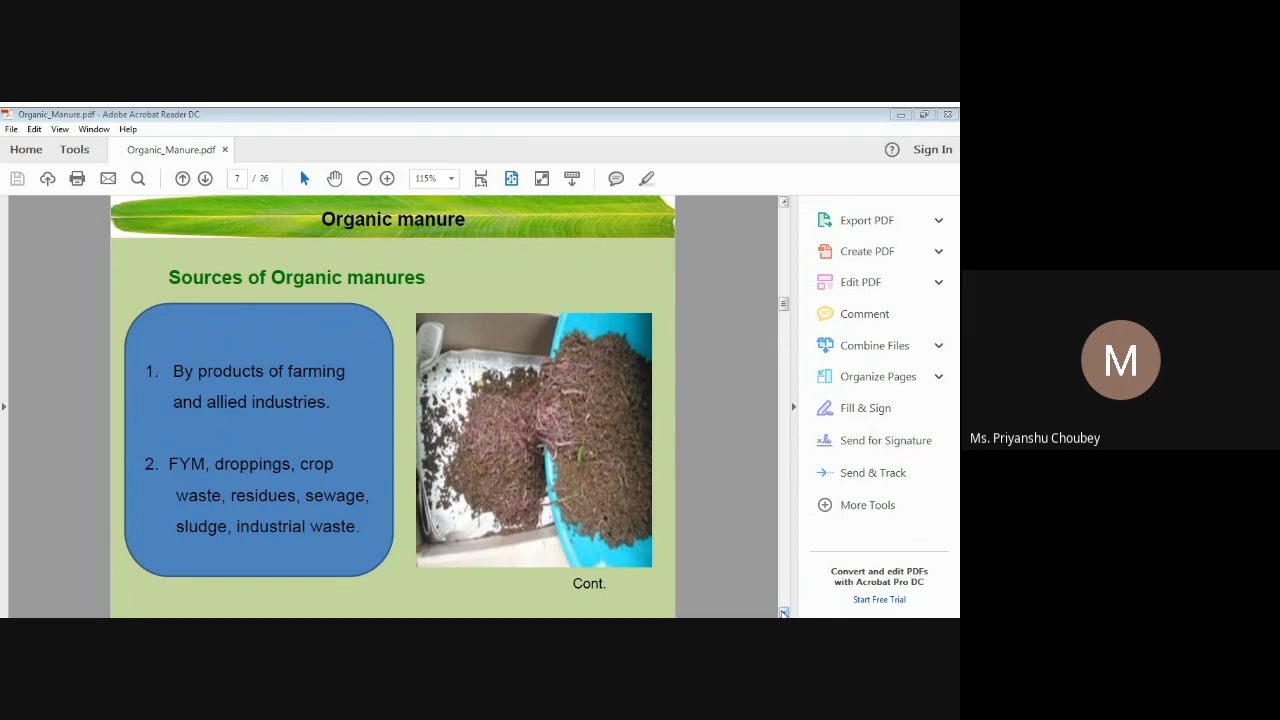 Organic_Manure.pdf - Adobe Acrobat Reader DC
File Edit View Window Help
Home Tools Organic_Manure.pdf × Sign In
7 / 26 115%
Organic manure
Sources of Organic manures
1. By products of farming
and allied industries.
2. FYM, droppings, crop
waste, residues, sewage,
sludge, industrial waste.
Cont.
Export PDF
Create PDF
Edit PDF
Comment
Combine Files
Organize Pages
Fill & Sign
Send for Signature
Send & Track
More Tools
Convert and edit PDFs
with Acrobat Pro DC
Start Free Trial
M
Ms. Priyanshu Choubey